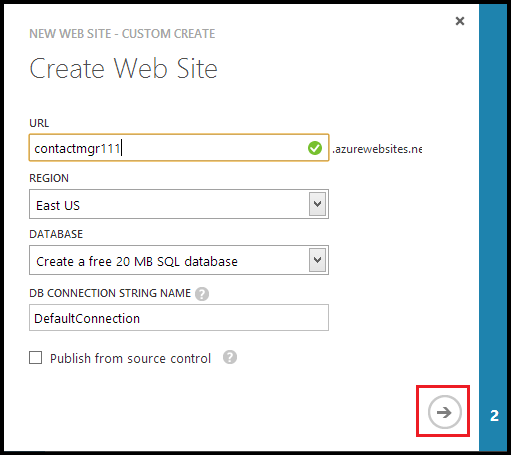 NEW WEB SITE - CUSTOM CREATE
Create Web Site
URL
contactmgr111
.azurewebsites.ne
REGION
East US
DATABASE
Create a free 20 MB SQL database
DB CONNECTION STRING NAME ?
DefaultConnection
Publish from source control ?
2